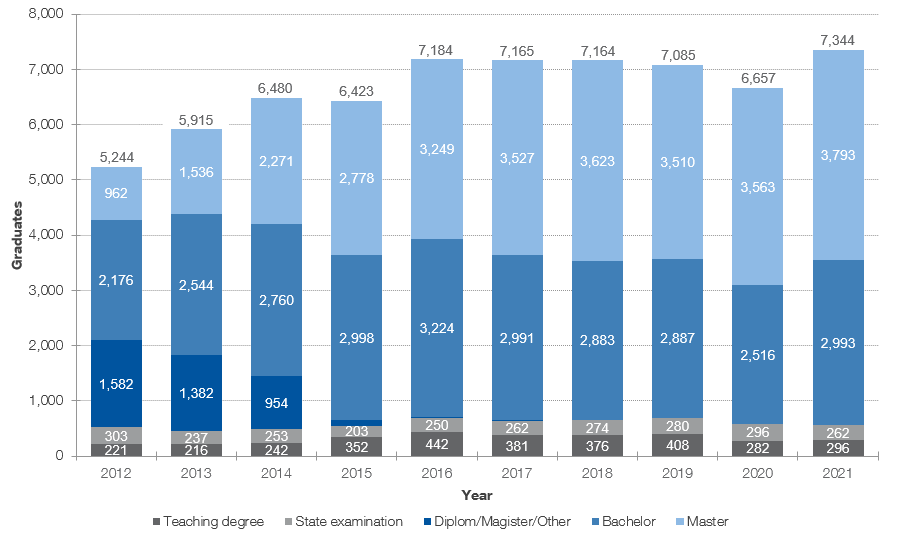 8,000
7,000
6,000
5,000
4,000
3,000
2,000
1,000
0
Graduates
5,244 5,915 6,480 6,423 7,184 7,165 7,164 7,085 6,657 7,344
962 1,536 2,271 2,778 3,249 3,527 3,623 3,510 3,563 3,793
2,176 2,544 2,760 2,998 3,224 2,991 2,883 2,887 2,516 2,993
1,582 1,382 954
303 237 253 203 250 262 274 280 296 262
221 216 242 352 442 381 376 408 282 296
2012 2013 2014 2015 2016 2017 2018 2019 2020 2021
Year
Teaching degree State examination Diplom/Magister/Other Bachelor Master